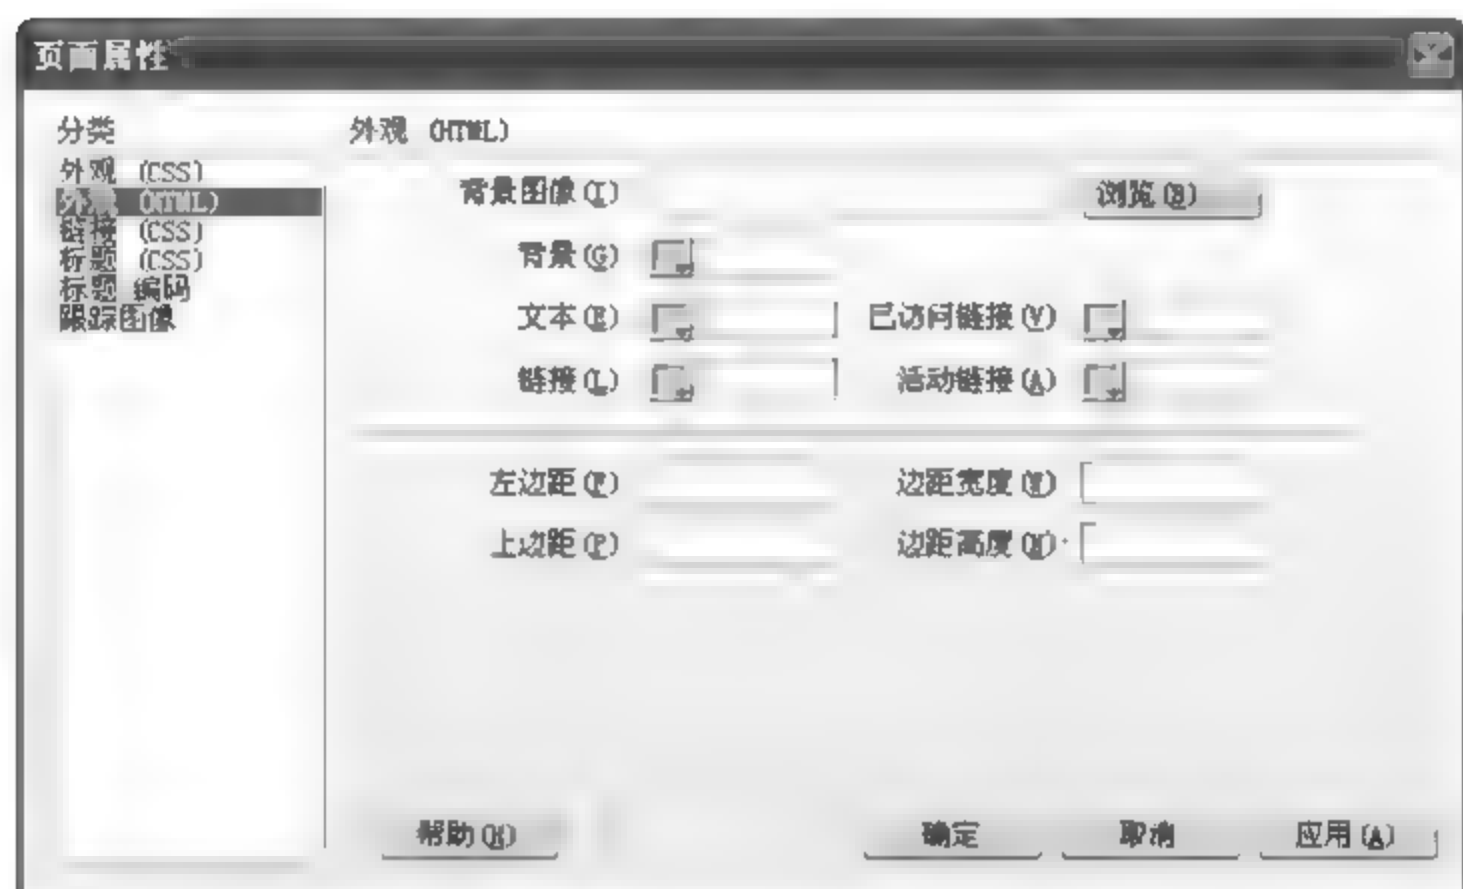 页面属性
分类
外观 (CSS)
外观 (HTML)
链接 (CSS)
标题 (CSS)
标题/编码
跟踪图像
外观 (HTML)
背景图像(I)
浏览(B)
背景(G)
文本(E)
已访问链接(V)
链接(L)
活动链接(A)
左边距(F)
边距宽度(W)
上边距(P)
边距高度
帮助(H)
确定
取消
应用(A)